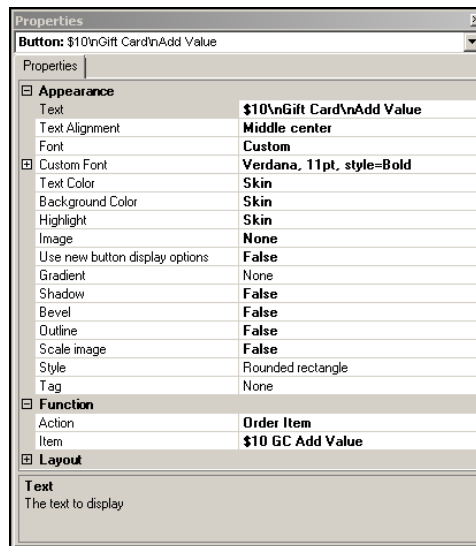 Properties
Button: $10\nGift Card\nAdd Value
Properties
Appearance
Text $10\nGift Card\nAdd Value
Text Alignment Middle center
Font Custom
Custom Font Verdana, 11pt, style=Bold
Text Color Skin
Background Color Skin
Highlight Skin
Image None
Use new button display options False
Gradient None
Shadow False
Bevel False
Outline False
Scale image False
Style Rounded rectangle
Tag None
Function
Action Order Item
Item $10 GC Add Value
Layout
Text
The text to display